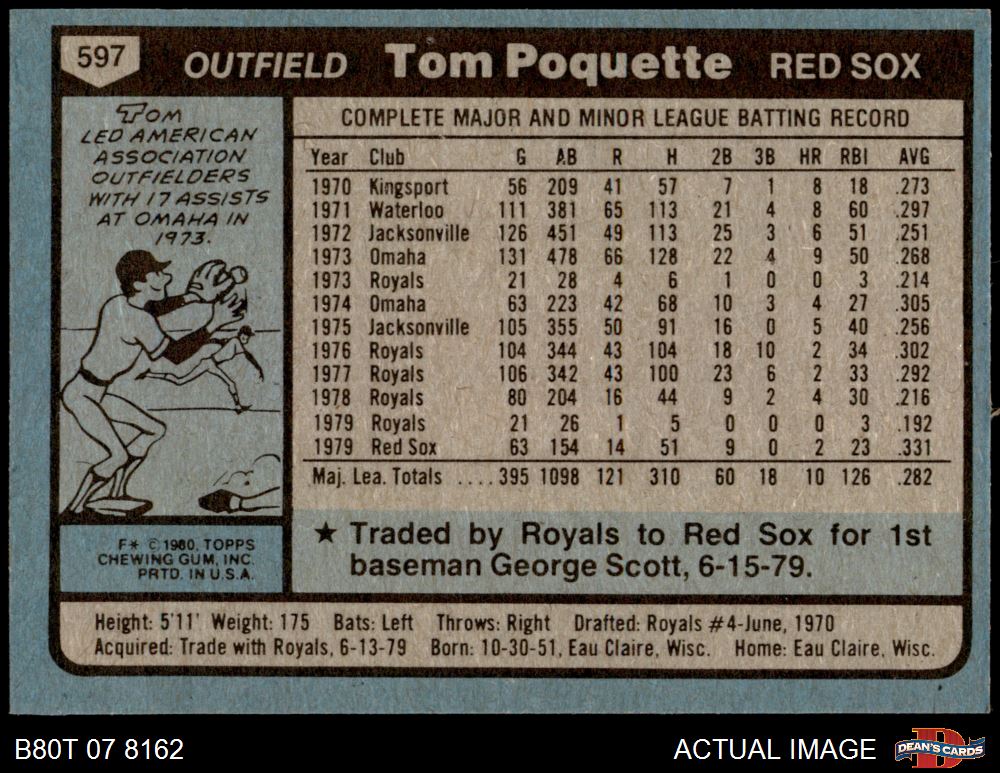 597 OUTFIELD Tom Poquette RED SOX
TOM
LED AMERICAN
ASSOCIATION
OUTFIELDERS
WITH 17 ASSISTS
AT OMAHA IN
1973.
COMPLETE MAJOR AND MINOR LEAGUE BATTING RECORD
Year Club G AB R H 2B 3B HR RBI AVG
1970 Kingsport 56 209 41 57 7 1 8 18 .273
1971 Waterloo 111 381 65 113 21 4 8 60 .297
1972 Jacksonville 126 451 49 113 25 3 6 51 .251
1973 Omaha 131 478 66 128 22 4 9 50 .268
1973 Royals 21 28 4 6 1 0 0 3 .214
1974 Omaha 63 223 42 68 10 3 4 27 .305
1975 Jacksonville 105 355 50 91 16 0 5 40 .256
1976 Royals 104 344 43 104 18 10 2 34 .302
1977 Royals 106 342 43 100 23 6 2 33 .292
1978 Royals 80 204 16 44 9 2 4 30 .216
1979 Royals 21 26 1 5 0 0 0 3 .192
1979 Red Sox 63 154 14 51 9 0 2 23 .331
Maj. Lea. Totals .... 395 1098 121 310 60 18 10 126 .282
★ Traded by Royals to Red Sox for 1st
baseman George Scott, 6-15-79.
F* © 1980, TOPPS
CHEWING GUM, INC.
PRTD. IN U.S.A.
Height: 5'11' Weight: 175 Bats: Left Throws: Right Drafted: Royals #4-June, 1970
Acquired: Trade with Royals, 6-13-79 Born: 10-30-51, Eau Claire, Wisc. Home: Eau Claire, Wisc.
B80T 07 8162 ACTUAL IMAGE DEAN'S CARDS